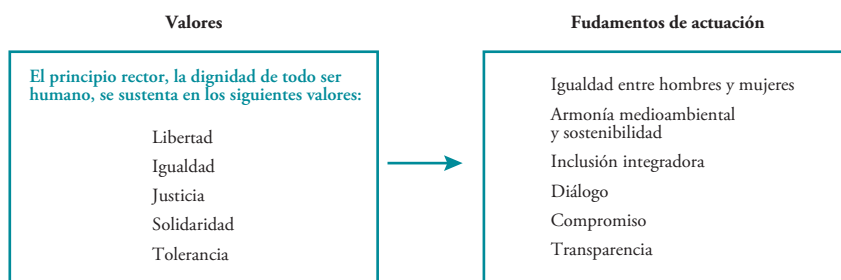 Valores
El principio rector, la dignidad de todo ser
humano, se sustenta en los siguientes valores:
Libertad
Igualdad
Justicia
Solidaridad
Tolerancia
Fudamentos de actuación
Igualdad entre hombres y mujeres
Armonía medioambiental
y sostenibilidad
Inclusión integradora
Diálogo
Compromiso
Transparencia